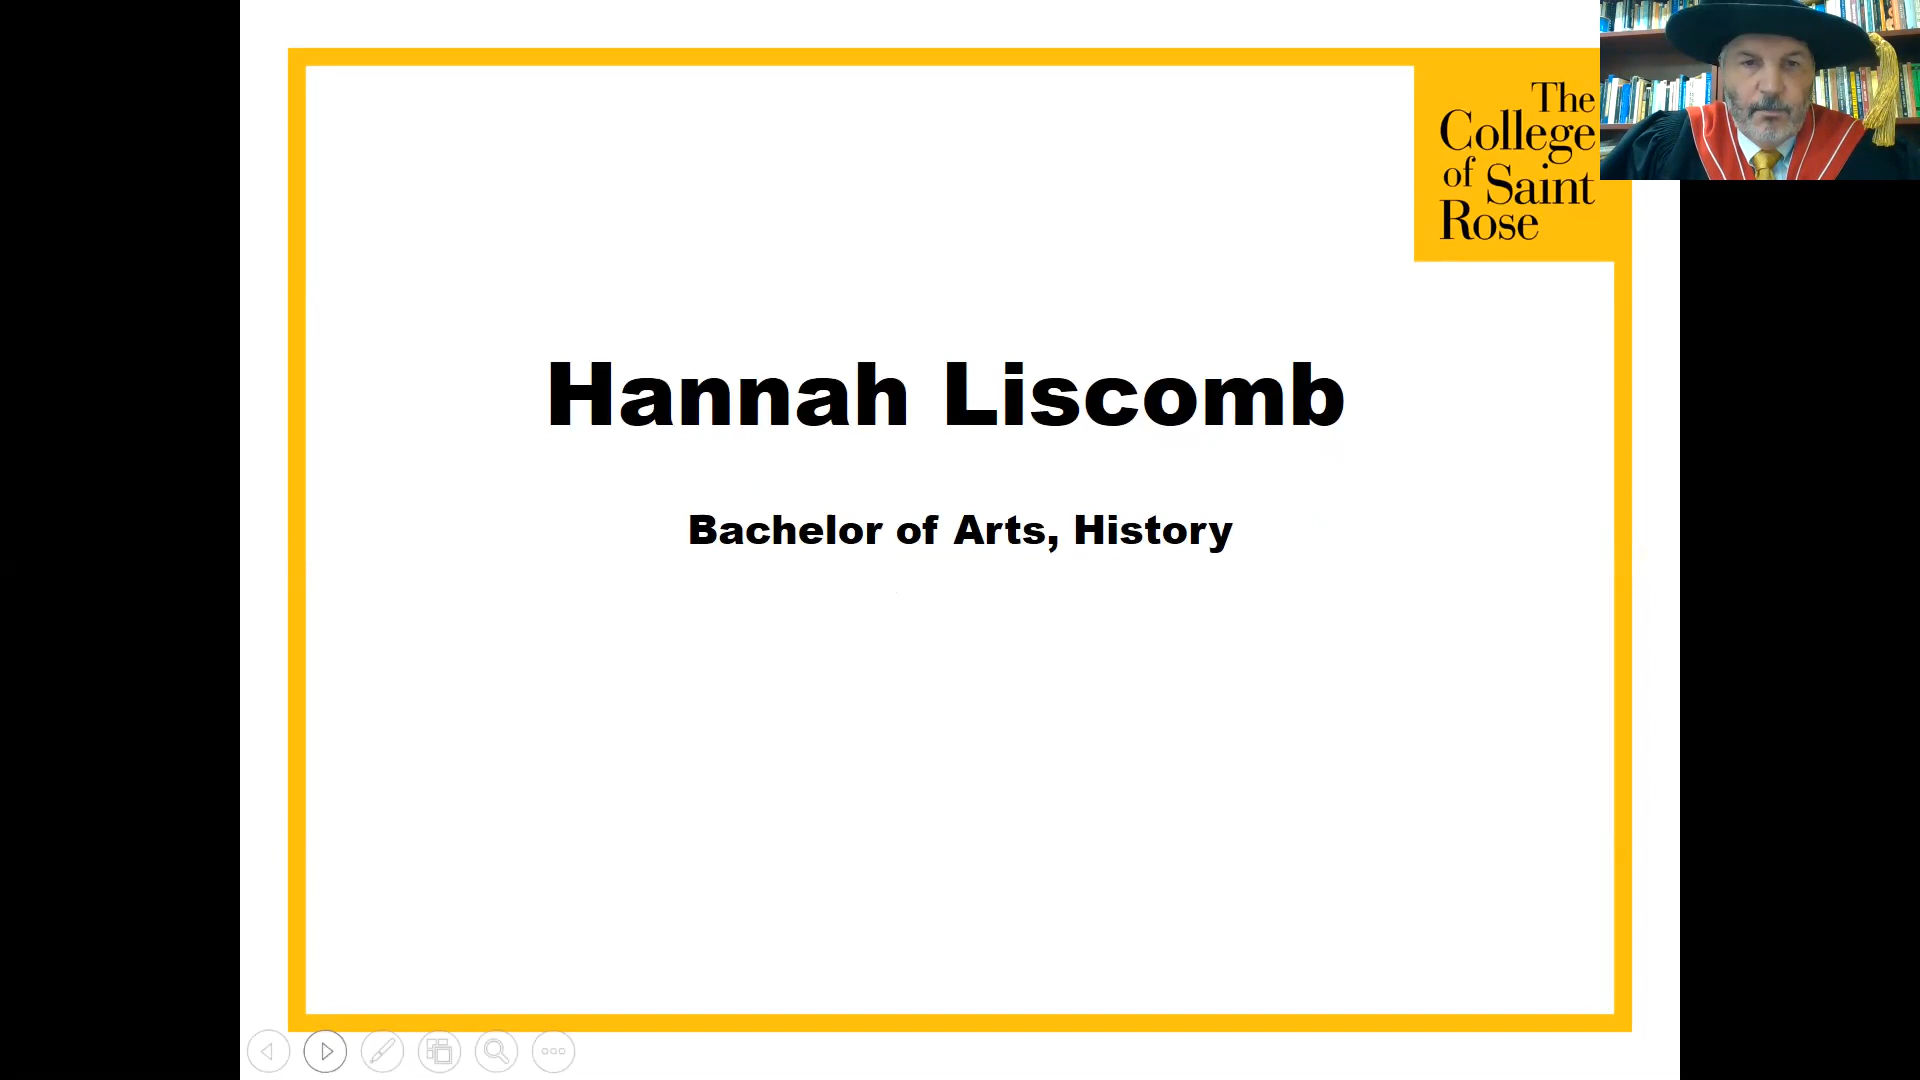 The
College
of Saint
Rose
Hannah Liscomb
Bachelor of Arts, History